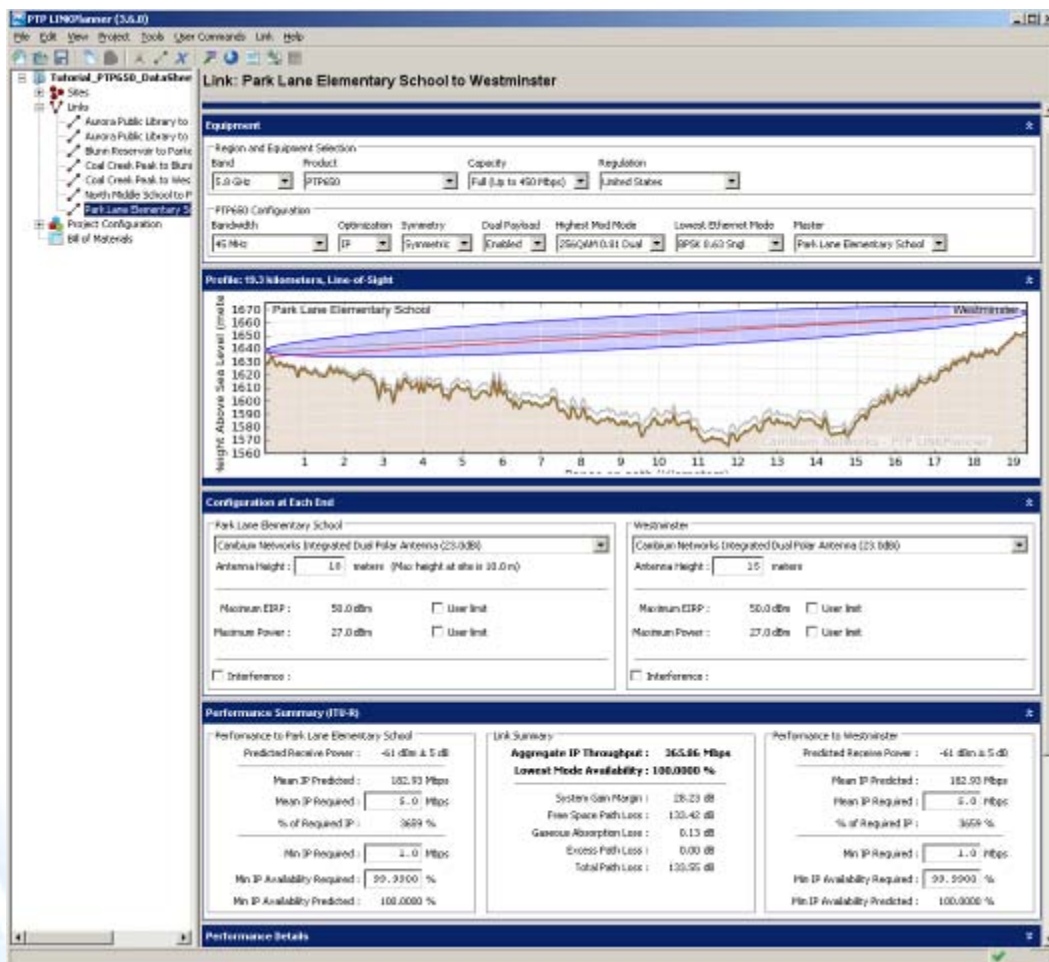 PTP LINKPlanner (3.6.0)
File Edit View Project Tools User Commands Link Help
Tutorial_PTP650_DataSheet
Sites
Links
Aurora Public Library to
Aurora Public Library to
Blunn Reservoir to Parke
Coal Creek Peak to Blunn
Coal Creek Peak to Wes
North Middle School to P
Park Lane Elementary S
Project Configuration
Bill of Materials
Link: Park Lane Elementary School to Westminster
Equipment
Region and Equipment Selection
Band Product Capacity Regulation
5.8 GHz PTP650 Full (Up to 450 Mbps) United States
PTP650 Configuration
Bandwidth Optimization Symmetry Dual Payload Highest Mod Mode Lowest Ethernet Mode Master
45 MHz IP Symmetric Enabled 256QAM 0.81 Dual BPSK 0.63 Sngl Park Lane Elementary School
Profile: 19.3 kilometers, Line-of-Sight
Height Above Sea Level (mete
1670
1660
1650
1640
1630
1620
1610
1600
1590
1580
1570
1560
Park Lane Elementary School
Westminster
Cambium Networks - PTP LINKPlanner
1 2 3 4 5 6 7 8 9 10 11 12 13 14 15 16 17 18 19
Range on path (kilometers)
Configuration at Each End
Park Lane Elementary School
Cambium Networks Integrated Dual Polar Antenna (23.0dBi)
Antenna Height : 10 meters (Max height at site is 10.0 m)
Maximum EIRP : 50.0 dBm User limit
Maximum Power : 27.0 dBm User limit
Interference :
Westminster
Cambium Networks Integrated Dual Polar Antenna (23.0dBi)
Antenna Height : 15 meters
Maximum EIRP : 50.0 dBm User limit
Maximum Power : 27.0 dBm User limit
Interference :
Performance Summary (ITU-R)
Performance to Park Lane Elementary School
Predicted Receive Power : -61 dBm ± 5 dB
Mean IP Predicted : 182.93 Mbps
Mean IP Required : 5.0 Mbps
% of Required IP : 3659 %
Min IP Required : 1.0 Mbps
Min IP Availability Required : 99.9900 %
Min IP Availability Predicted : 100.0000 %
Link Summary
Aggregate IP Throughput : 365.86 Mbps
Lowest Mode Availability : 100.0000 %
System Gain Margin : 28.23 dB
Free Space Path Loss : 133.42 dB
Gaseous Absorption Loss : 0.13 dB
Excess Path Loss : 0.00 dB
Total Path Loss : 133.55 dB
Performance to Westminster
Predicted Receive Power : -61 dBm ± 5 dB
Mean IP Predicted : 182.93 Mbps
Mean IP Required : 5.0 Mbps
% of Required IP : 3659 %
Min IP Required : 1.0 Mbps
Min IP Availability Required : 99.9900 %
Min IP Availability Predicted : 100.0000 %
Performance Details